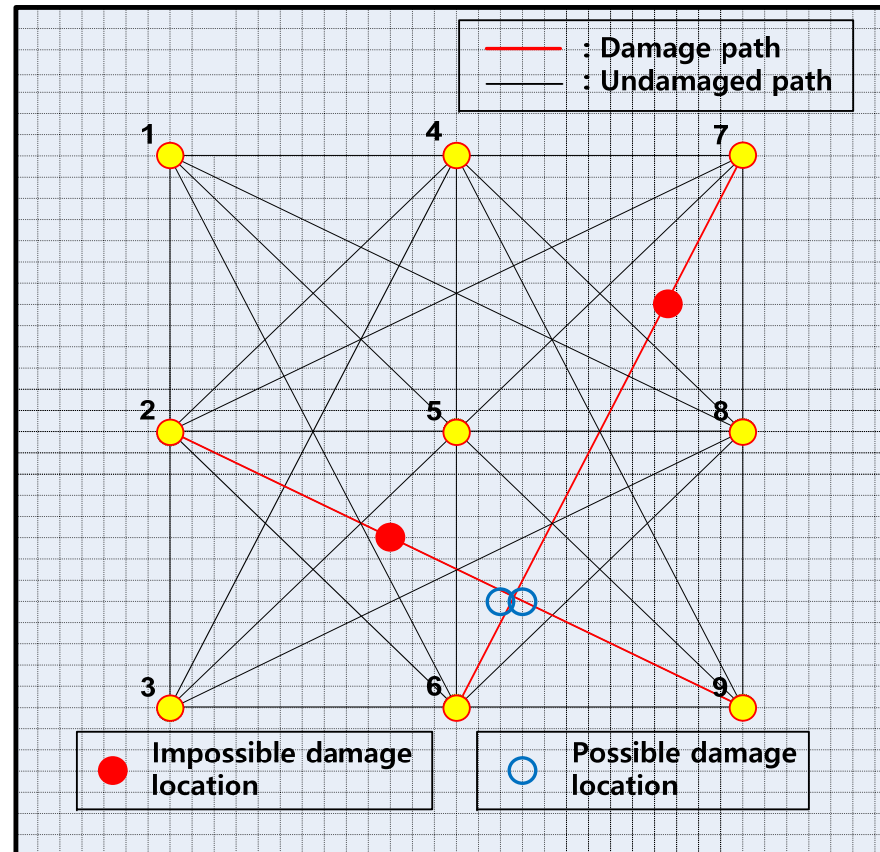 : Damage path
: Undamaged path
1
4
7
2
5
8
3
6
9
Impossible damage
location
Possible damage
location